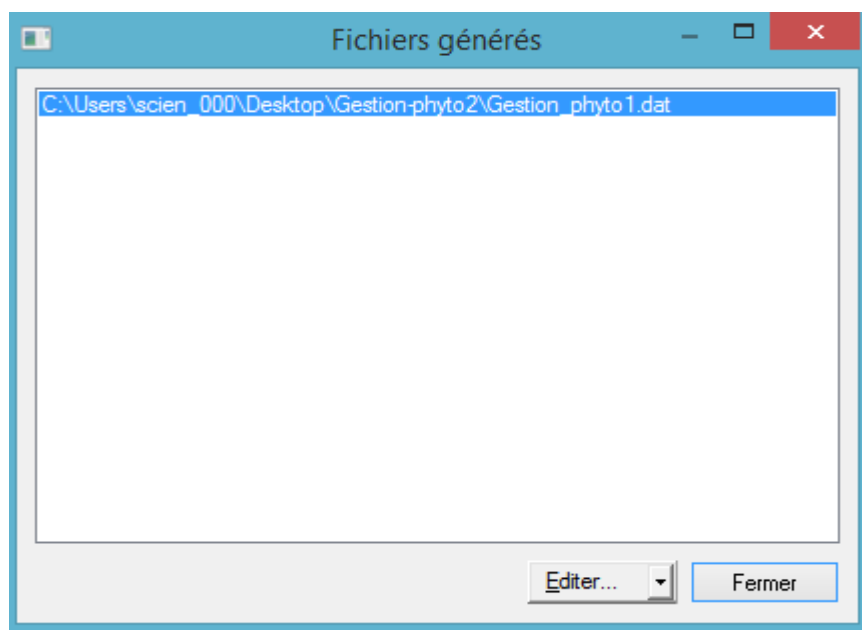 Fichiers générés
C:\Users\scien_000\Desktop\Gestion-phyto2\Gestion_phyto1.dat
Editer...
Fermer